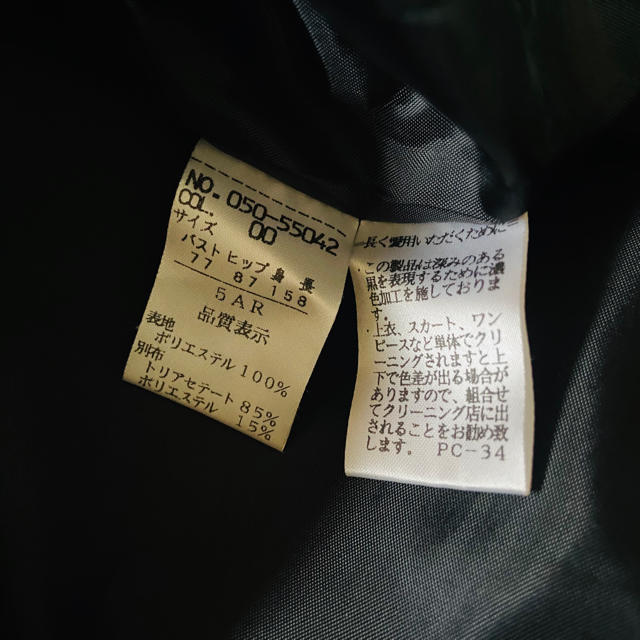 NO. 050-55042
COL. 00
サイズ
バスト ヒップ 身 長
77 87 158
5AR
品質表示
表地
ポリエステル 100%
別布
トリアセテート 85%
ポリエステル 15%
長く愛用いただくために
この製品は深みのある
黒を表現するために濃
色加工を施しておりま
す。
上衣、スカート、ワン
ピースなど単体でクリ
ーニングされますと上
下で色差が出る場合が
ありますので、組合せ
てクリーニング店に出
されることをお勧め致
します。 PC-34